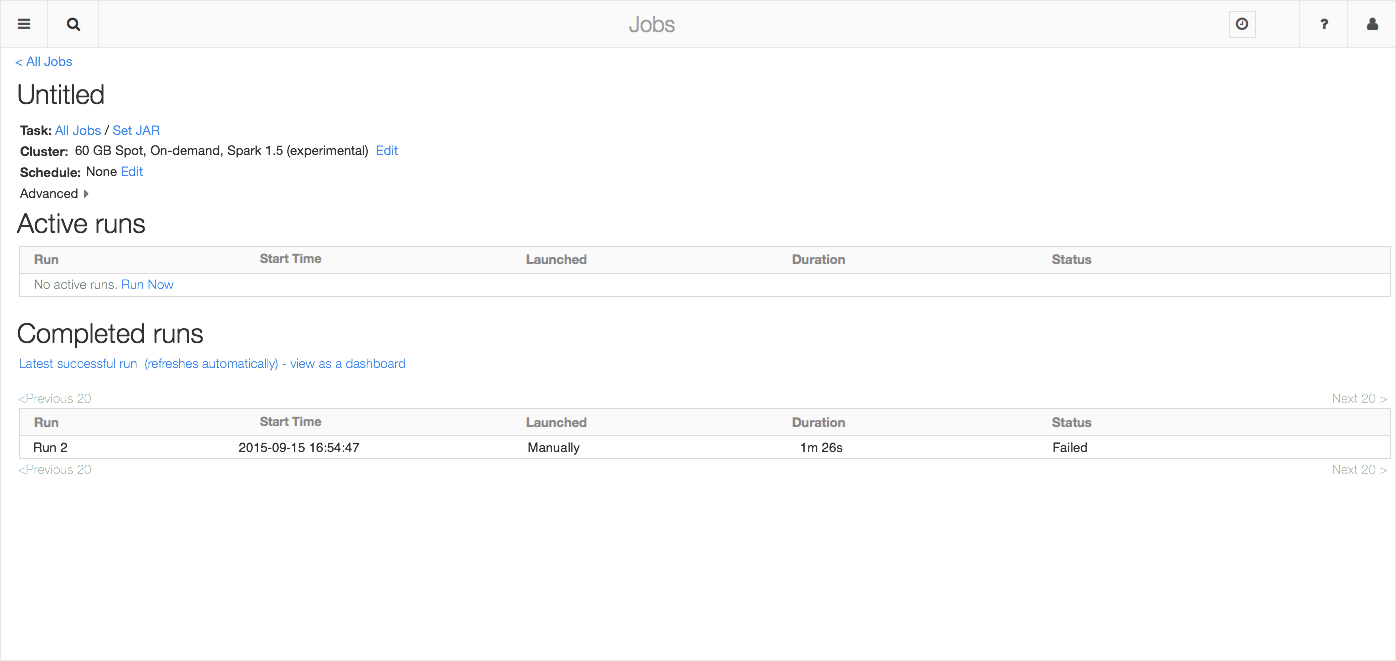 Jobs
?
< All Jobs
Untitled
Task: All Jobs / Set JAR
Cluster: 60 GB Spot, On-demand, Spark 1.5 (experimental) Edit
Schedule: None Edit
Advanced
Active runs
Run Start Time Launched Duration Status
No active runs. Run Now
Completed runs
Latest successful run (refreshes automatically) - view as a dashboard
<Previous 20 Next 20 >
Run Start Time Launched Duration Status
Run 2 2015-09-15 16:54:47 Manually 1m 26s Failed
<Previous 20 Next 20 >